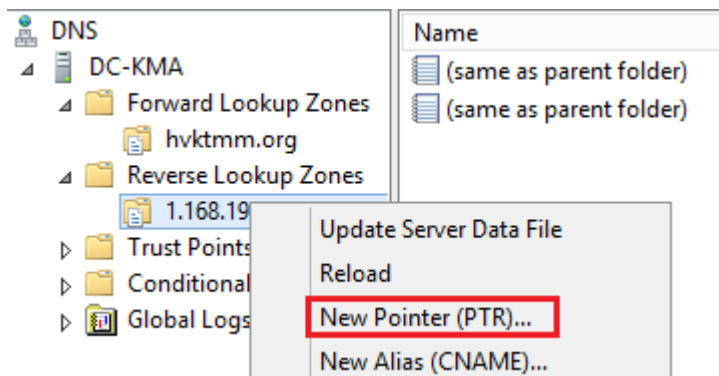 DNS
DC-KMA
Forward Lookup Zones
hvktmm.org
Reverse Lookup Zones
1.168.19
Trust Points
Conditional
Global Logs
Name
(same as parent folder)
(same as parent folder)
Update Server Data File
Reload
New Pointer (PTR)...
New Alias (CNAME)...